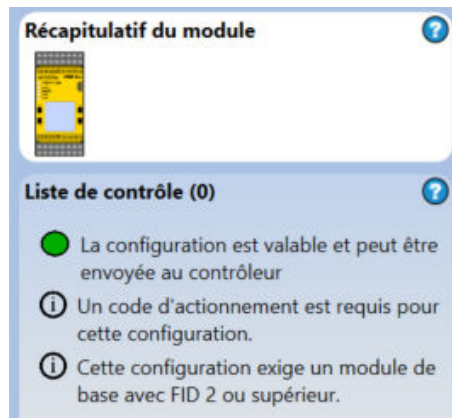 Récapitulatif du module
Liste de contrôle (0)
La configuration est valable et peut être
envoyée au contrôleur
Un code d'actionnement est requis pour
cette configuration.
Cette configuration exige un module de
base avec FID 2 ou supérieur.